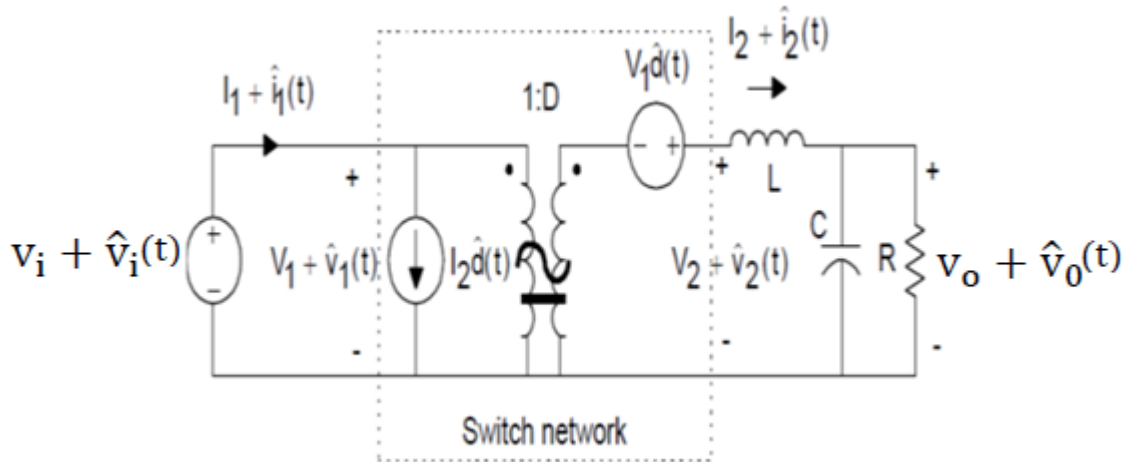 I₂ + î₂(t)
V₁d̂(t)
I₁ + î₁(t)
1:D
+
− +
+
L
+
vᵢ + v̂ᵢ(t)
+
−
V₁ + v̂₁(t)
I₂d̂(t)
V₂ + v̂₂(t)
C
R
vₒ + v̂₀(t)
-
-
-
Switch network